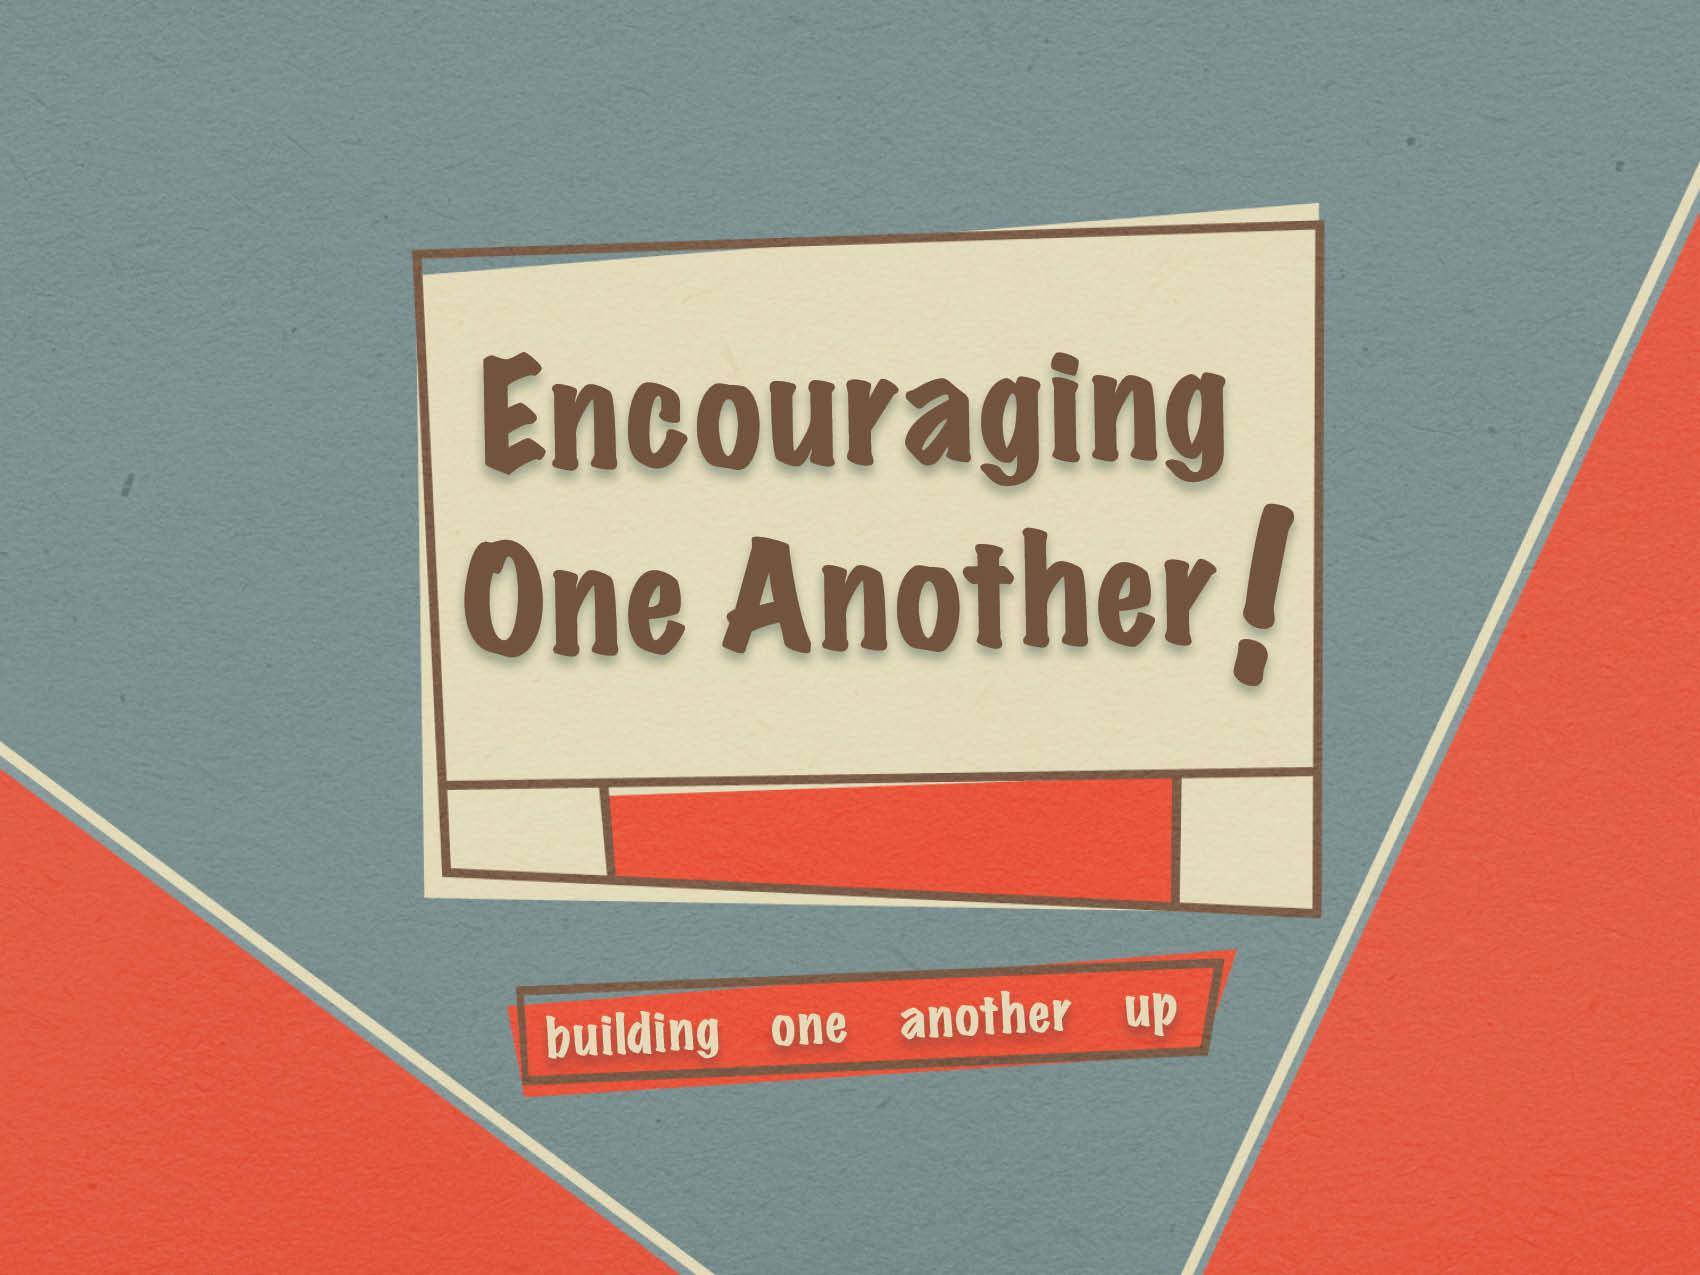 Encouraging
One Another!
building one another up